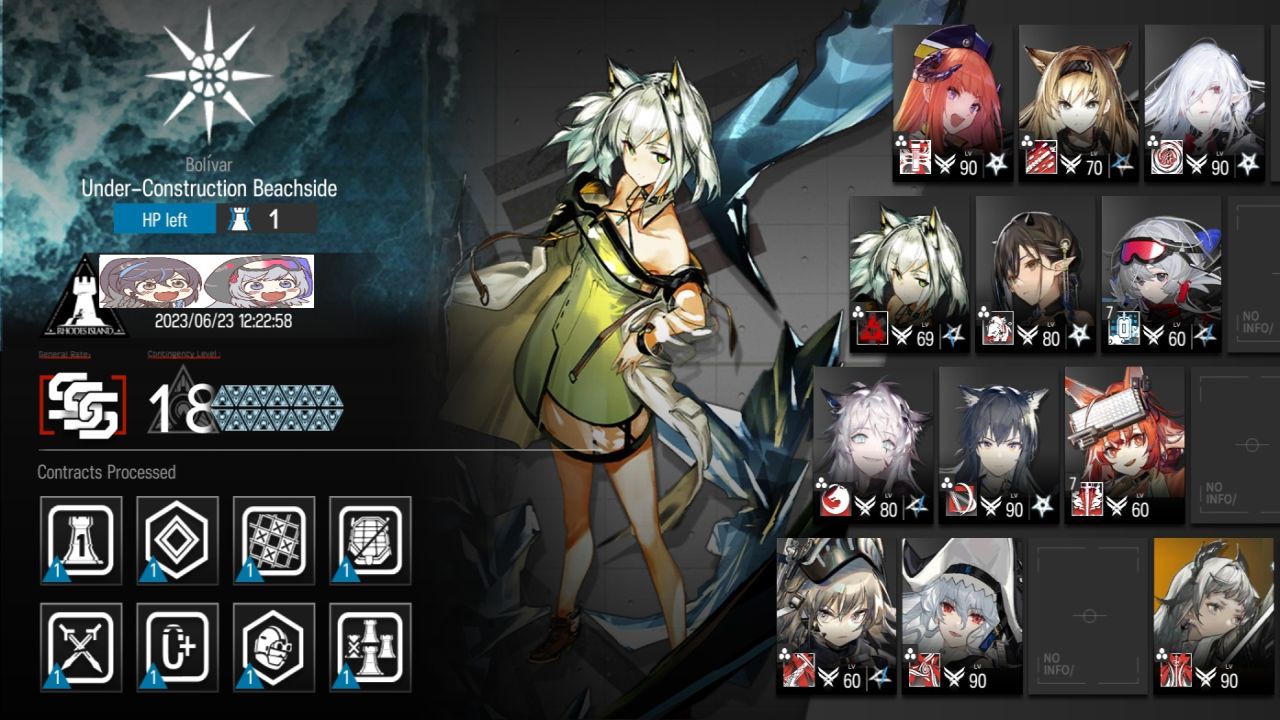 Bolívar
Under-Construction Beachside
HP left
1
RHODES ISLAND
2023/06/23 12:22:58
General Rate:
Contingency Level :
18
Contracts Processed
1
1
1
1
1
1
1
1
1
LV
90
LV
70
LV
90
LV
69
LV
80
7
LV
60
NO
INFO/
LV
80
LV
90
7
LV
60
NO
INFO/
LV
60
LV
90
NO
INFO/
LV
90